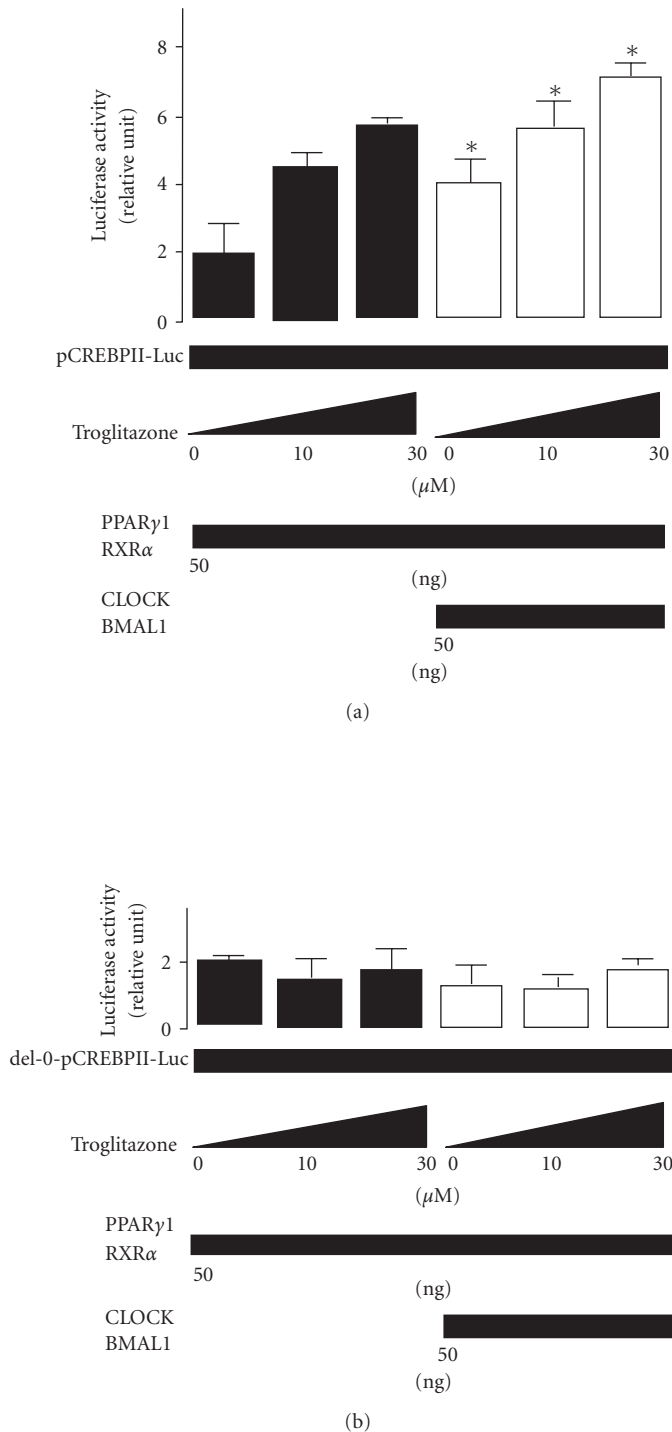 Luciferase activity
(relative unit)
8
6
4
2
0
* * *
pCREBPII-Luc
Troglitazone
0 10 30 0 10 30
(μM)
PPARγ1
RXRα
50 (ng)
CLOCK
BMAL1
50
(ng)
(a)
Luciferase activity
(relative unit)
2
0
del-0-pCREBPII-Luc
Troglitazone
0 10 30 0 10 30
(μM)
PPARγ1
RXRα
50 (ng)
CLOCK
BMAL1
50
(ng)
(b)